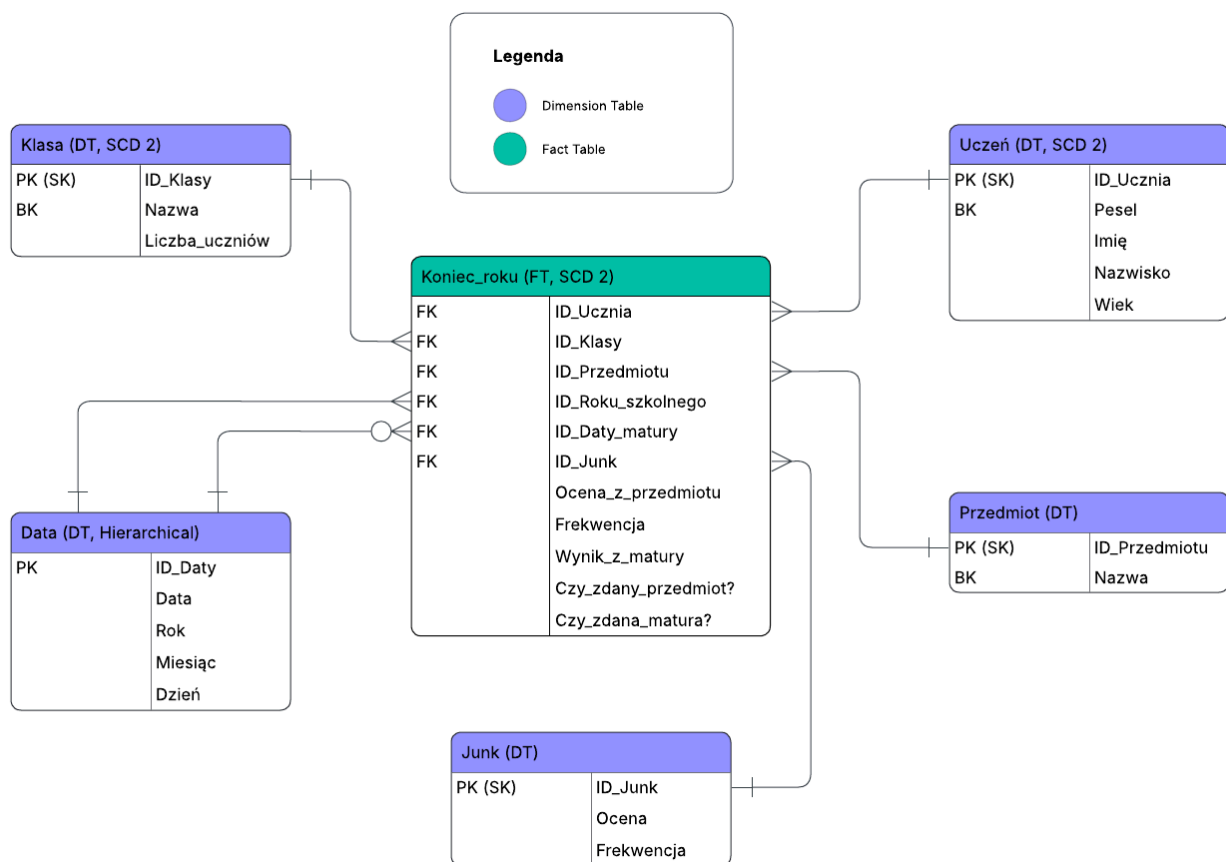 Legenda
Dimension Table
Fact Table
Klasa (DT, SCD 2)
PK (SK) ID_Klasy
BK Nazwa
Liczba_uczniów
Uczeń (DT, SCD 2)
PK (SK) ID_Ucznia
BK Pesel
Imię
Nazwisko
Wiek
Koniec_roku (FT, SCD 2)
FK ID_Ucznia
FK ID_Klasy
FK ID_Przedmiotu
FK ID_Roku_szkolnego
FK ID_Daty_matury
FK ID_Junk
Ocena_z_przedmiotu
Frekwencja
Wynik_z_matury
Czy_zdany_przedmiot?
Czy_zdana_matura?
Data (DT, Hierarchical)
PK ID_Daty
Data
Rok
Miesiąc
Dzień
Przedmiot (DT)
PK (SK) ID_Przedmiotu
BK Nazwa
Junk (DT)
PK (SK) ID_Junk
Ocena
Frekwencja